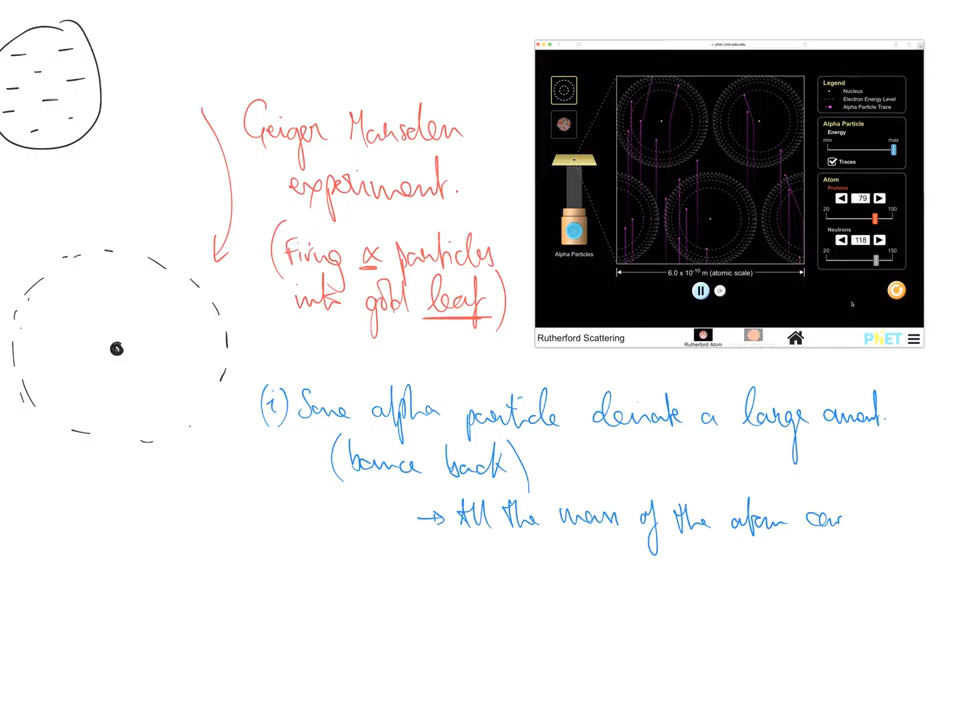 Geiger Marsden
experiment.
(Firing α particles
into gold leaf)
phet.colorado.edu
Legend
Nucleus
Electron Energy Level
Alpha Particle Trace
Alpha Particle
Energy
min max
Traces
Atom
Protons
79
20 100
Neutrons
118
20 150
Alpha Particles
6.0 x 10⁻¹⁰ m (atomic scale)
Rutherford Scattering
Rutherford Atom
PhET
(i) Some alpha particle deviate a large amount.
(bounce back)
→ All the mass of the atom con